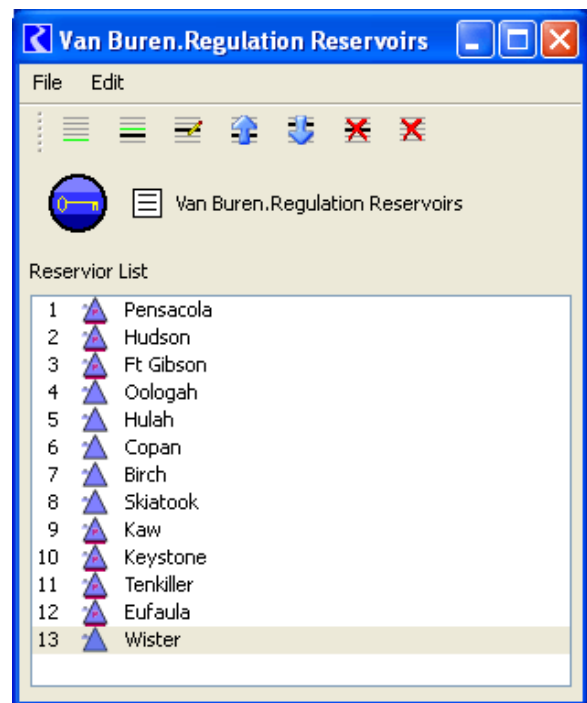 Van Buren.Regulation Reservoirs
File Edit
Van Buren.Regulation Reservoirs
Reservior List
1 Pensacola
2 Hudson
3 Ft Gibson
4 Oologah
5 Hulah
6 Copan
7 Birch
8 Skiatook
9 Kaw
10 Keystone
11 Tenkiller
12 Eufaula
13 Wister